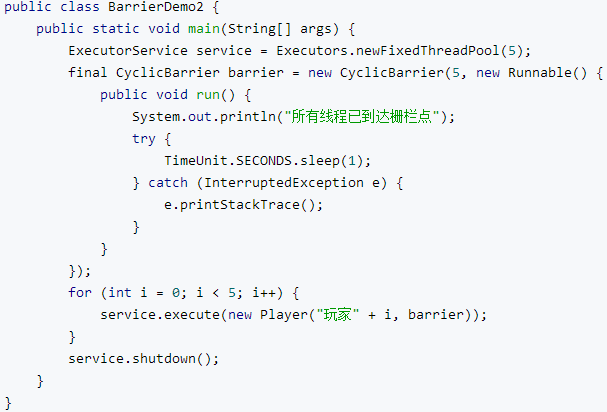 public class BarrierDemo2 {
    public static void main(String[] args) {
        ExecutorService service = Executors.newFixedThreadPool(5);
        final CyclicBarrier barrier = new CyclicBarrier(5, new Runnable() {
            public void run() {
                System.out.println("所有线程已到达栅栏点");
                try {
                    TimeUnit.SECONDS.sleep(1);
                } catch (InterruptedException e) {
                    e.printStackTrace();
                }
            }
        });
        for (int i = 0; i < 5; i++) {
            service.execute(new Player("玩家" + i, barrier));
        }
        service.shutdown();
    }
}